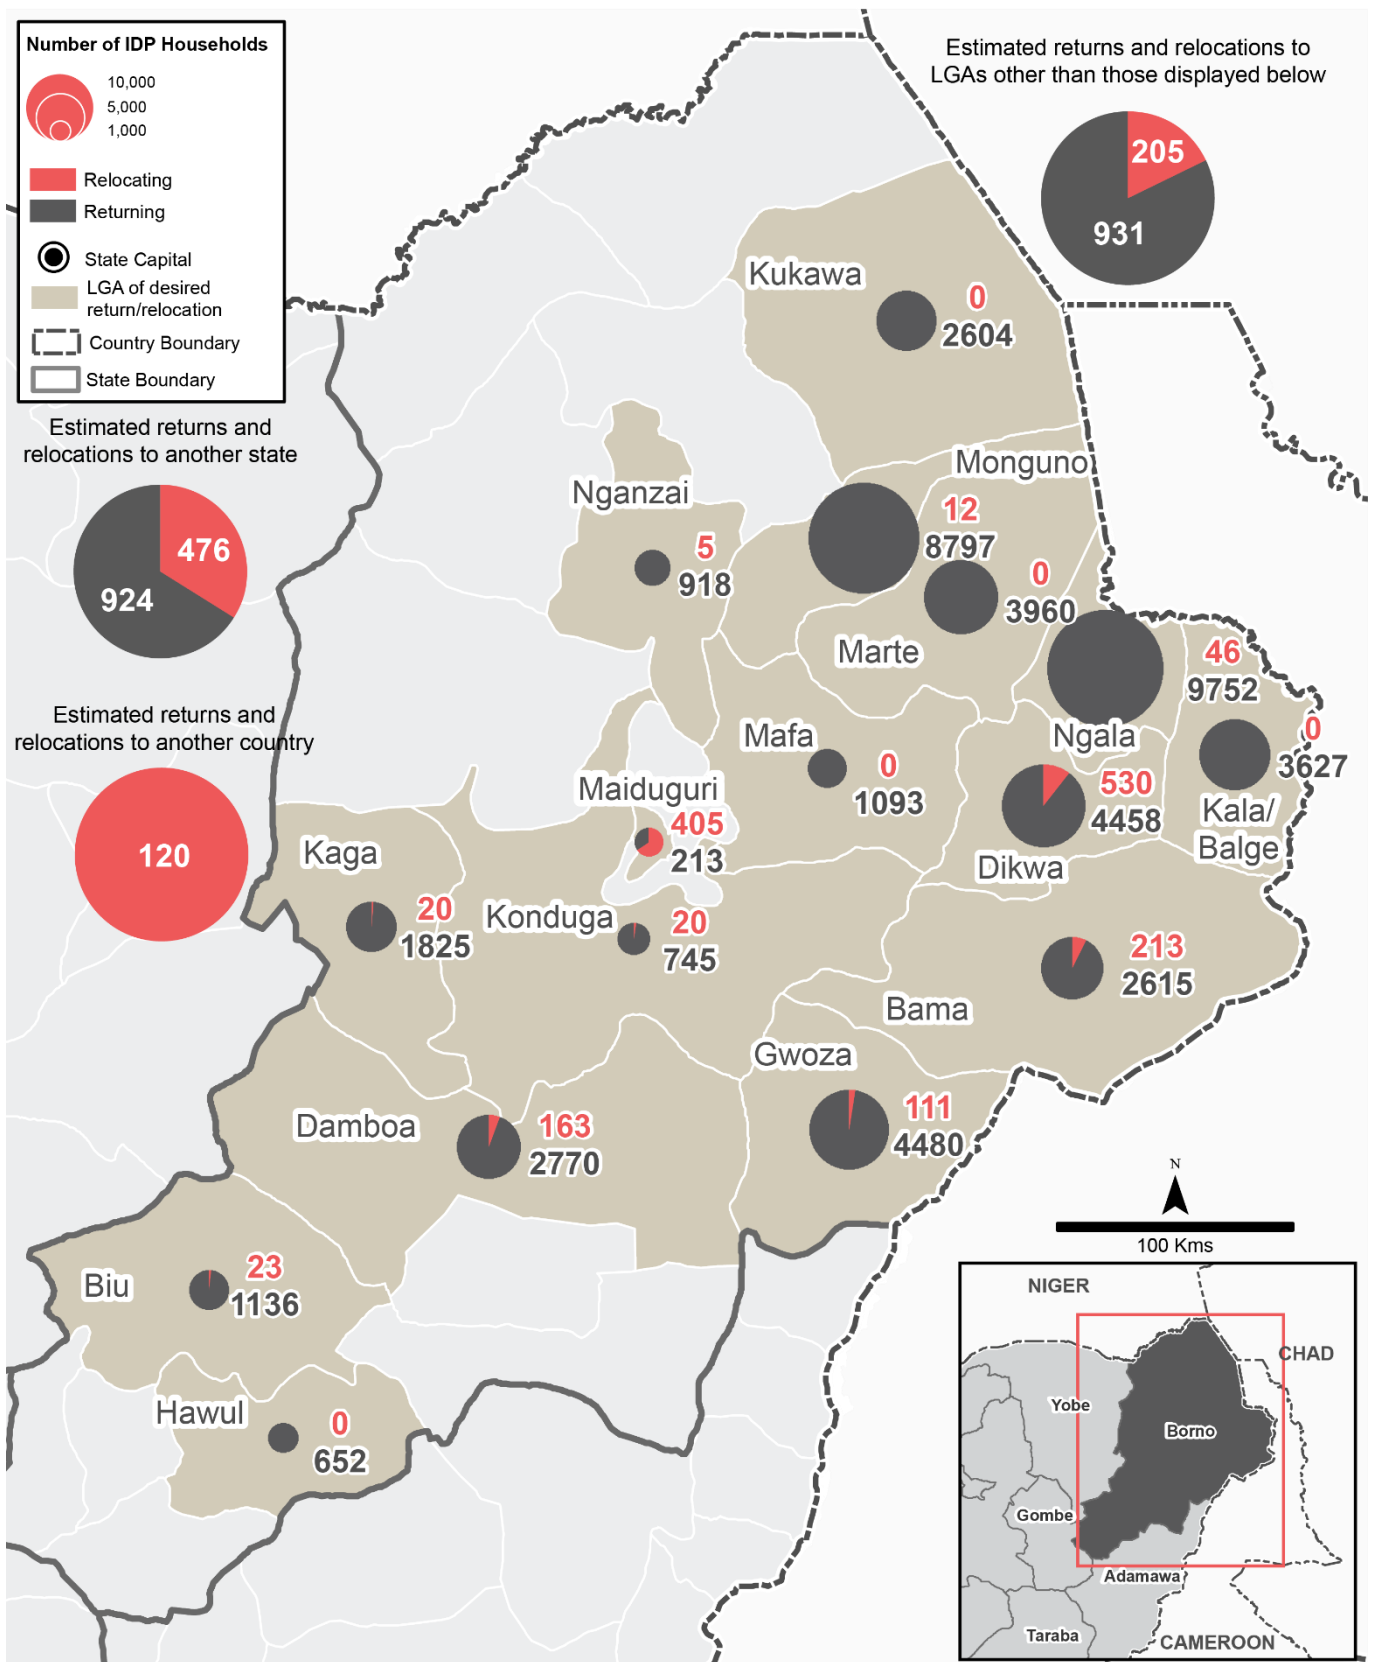 Number of IDP Households
10,000
5,000
1,000
Relocating
Returning
State Capital
LGA of desired
return/relocation
Country Boundary
State Boundary
Estimated returns and relocations to
LGAs other than those displayed below
205
931
Estimated returns and
relocations to another state
476
924
Estimated returns and
relocations to another country
120
Kukawa
0
2604
Monguno
12
8797
Nganzai
5
918
0
3960
Marte
46
9752
Ngala
Mafa
0
1093
0
3627
Kala/
Balge
530
4458
Dikwa
Maiduguri
405
213
Kaga
20
1825
Konduga
20
745
213
2615
Bama
Gwoza
111
4480
Damboa
163
2770
Biu
23
1136
Hawul
0
652
N
100 Kms
NIGER
CHAD
Yobe
Borno
Gombe
Adamawa
Taraba
CAMEROON